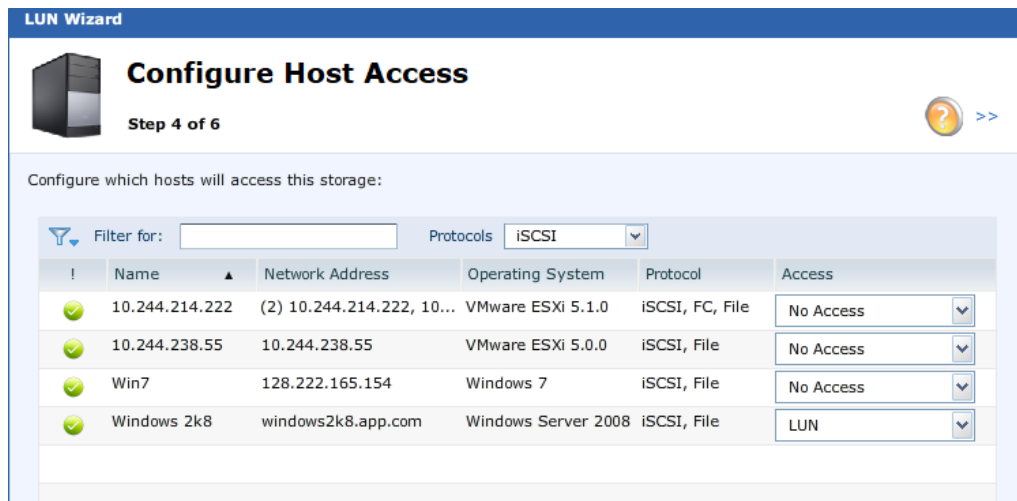 LUN Wizard
Configure Host Access
Step 4 of 6
? >>
Configure which hosts will access this storage:
Filter for: Protocols iSCSI
! Name ▲ Network Address Operating System Protocol Access
10.244.214.222 (2) 10.244.214.222, 10... VMware ESXi 5.1.0 iSCSI, FC, File No Access
10.244.238.55 10.244.238.55 VMware ESXi 5.0.0 iSCSI, File No Access
Win7 128.222.165.154 Windows 7 iSCSI, File No Access
Windows 2k8 windows2k8.app.com Windows Server 2008 iSCSI, File LUN